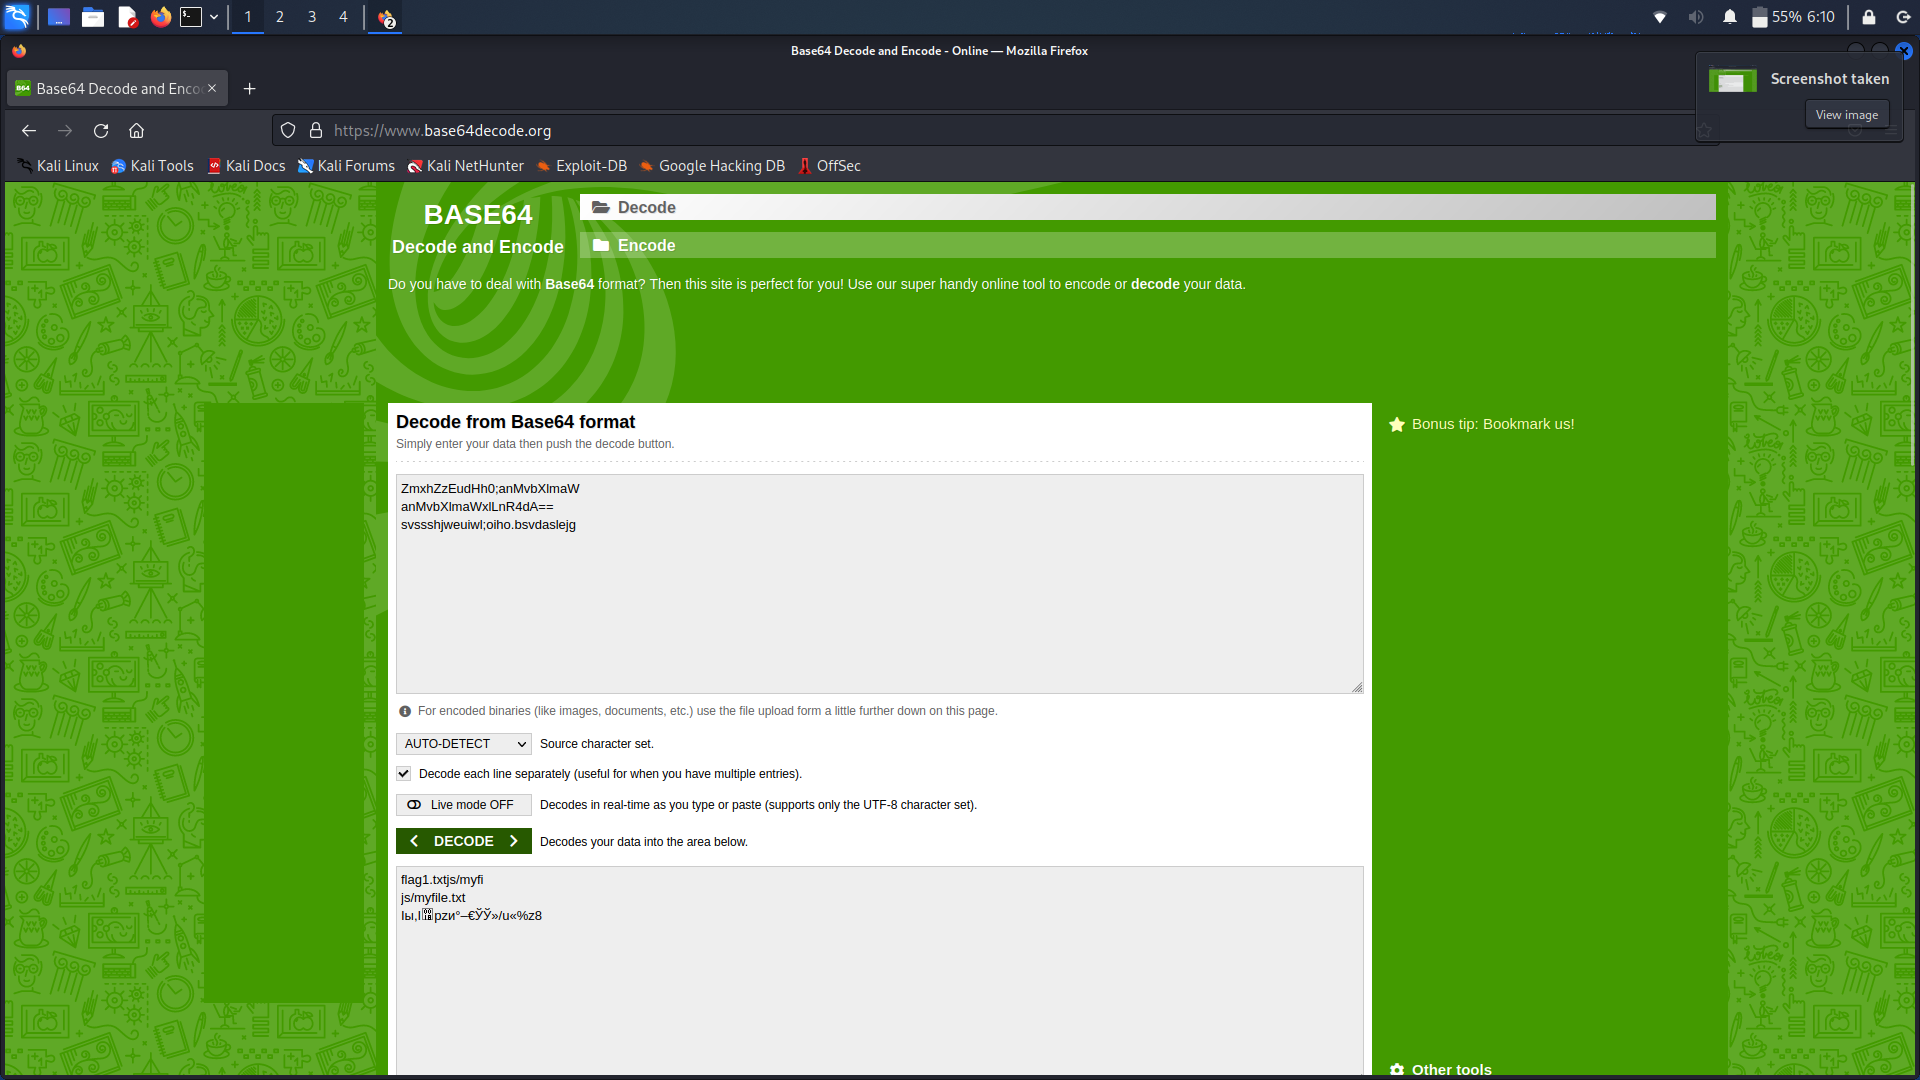 1 2 3 4 2 55% 6:10
Base64 Decode and Encode - Online — Mozilla Firefox
B64 Base64 Decode and Enco
Screenshot taken
View image
https://www.base64decode.org
Kali Linux Kali Tools Kali Docs Kali Forums Kali NetHunter Exploit-DB Google Hacking DB OffSec
BASE64
Decode and Encode
Decode
Encode
Do you have to deal with Base64 format? Then this site is perfect for you! Use our super handy online tool to encode or decode your data.
Decode from Base64 format
Simply enter your data then push the decode button.
Bonus tip: Bookmark us!
ZmxhZzEudHh0;anMvbXlmaW
anMvbXlmaWxlLnR4dA==
svssshjweuiwl;oiho.bsvdaslejg
For encoded binaries (like images, documents, etc.) use the file upload form a little further down on this page.
AUTO-DETECT Source character set.
Decode each line separately (useful for when you have multiple entries).
Live mode OFF Decodes in real-time as you type or paste (supports only the UTF-8 character set).
DECODE Decodes your data into the area below.
flag1.txtjs/myfi
js/myfile.txt
Other tools